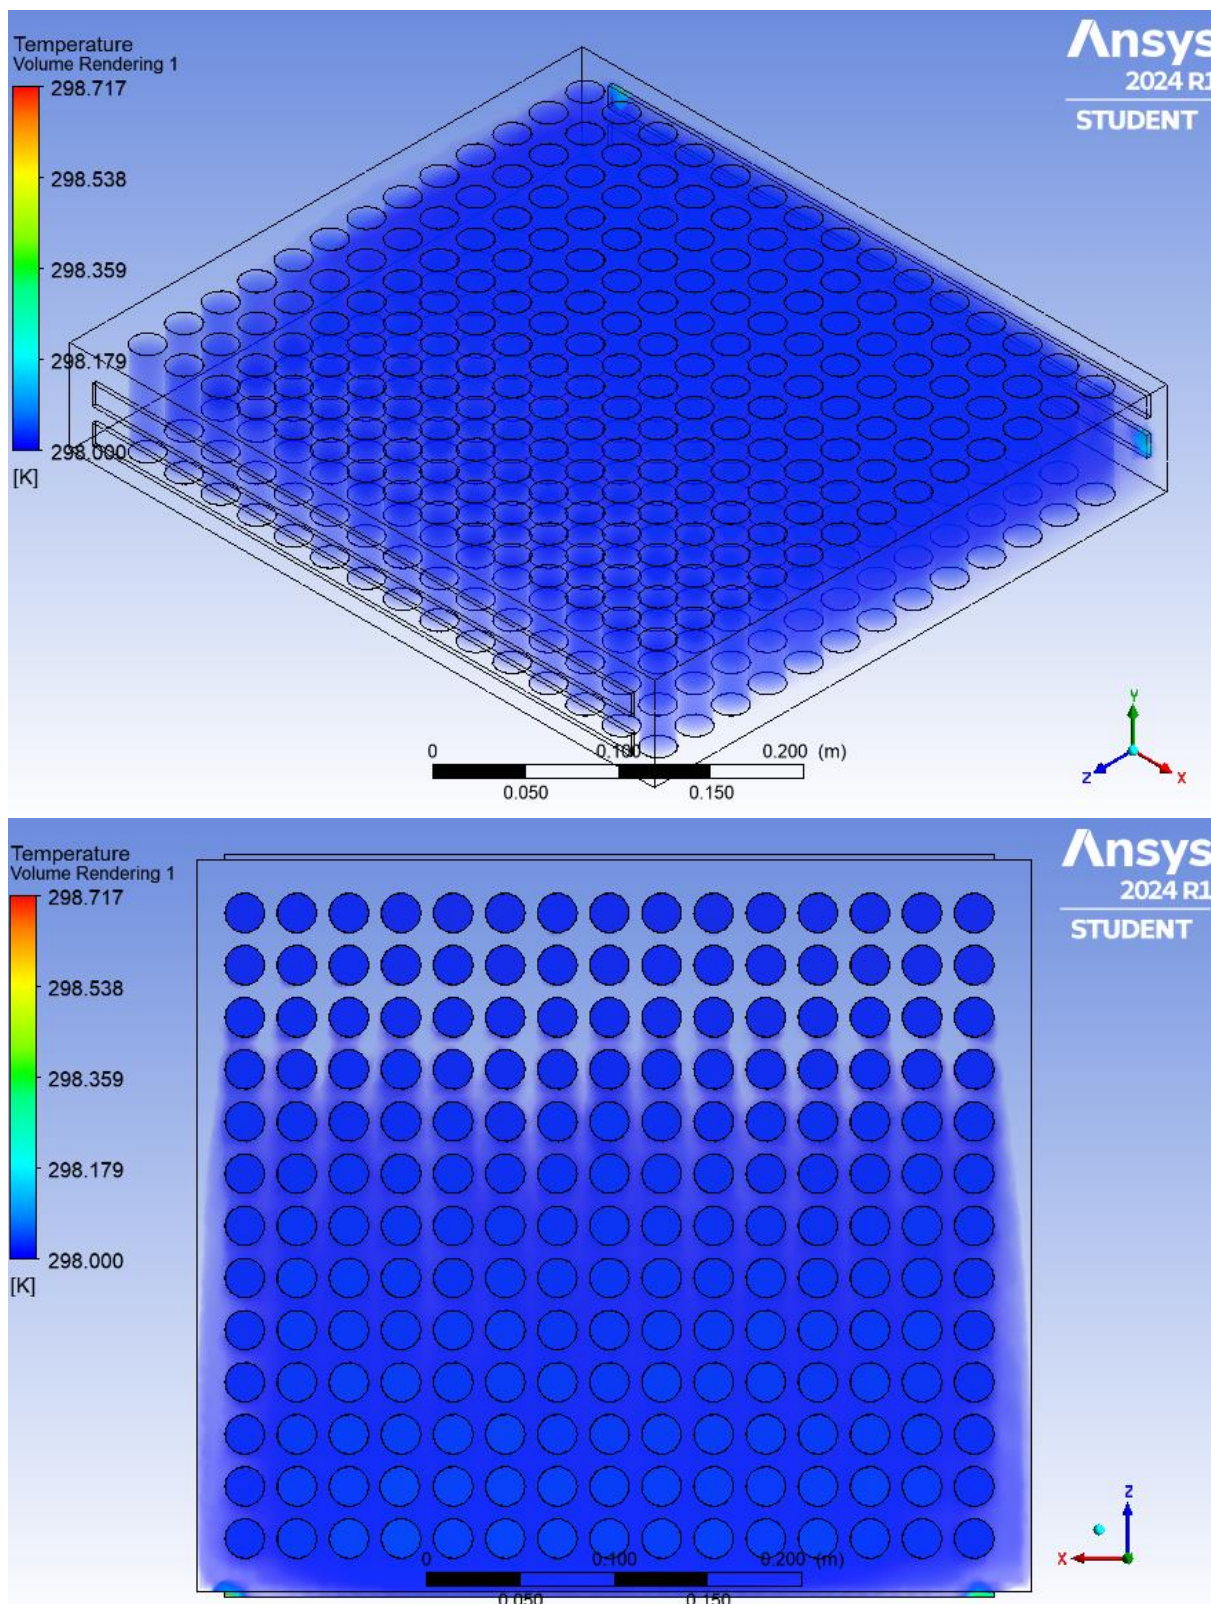 Temperature
Volume Rendering 1
298.717
298.538
298.359
298.179
298.000
[K]
Ansys
2024 R1
STUDENT
0 0.100 0.200 (m)
0.050 0.150
Y
Z X
Temperature
Volume Rendering 1
298.717
298.538
298.359
298.179
298.000
[K]
Ansys
2024 R1
STUDENT
Z
X
0 0.100 0.200 (m)
0.050 0.150